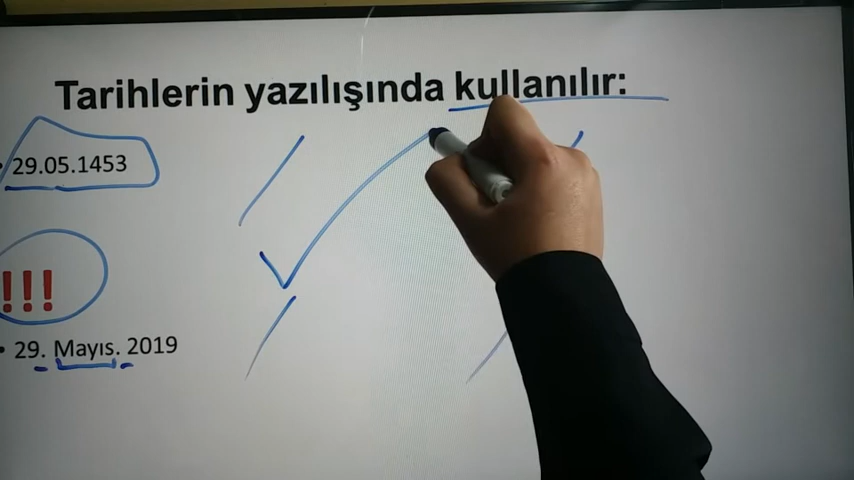 Tarihlerin yazılışında kullanılır:
• 29.05.1453
!!!
• 29. Mayıs. 2019